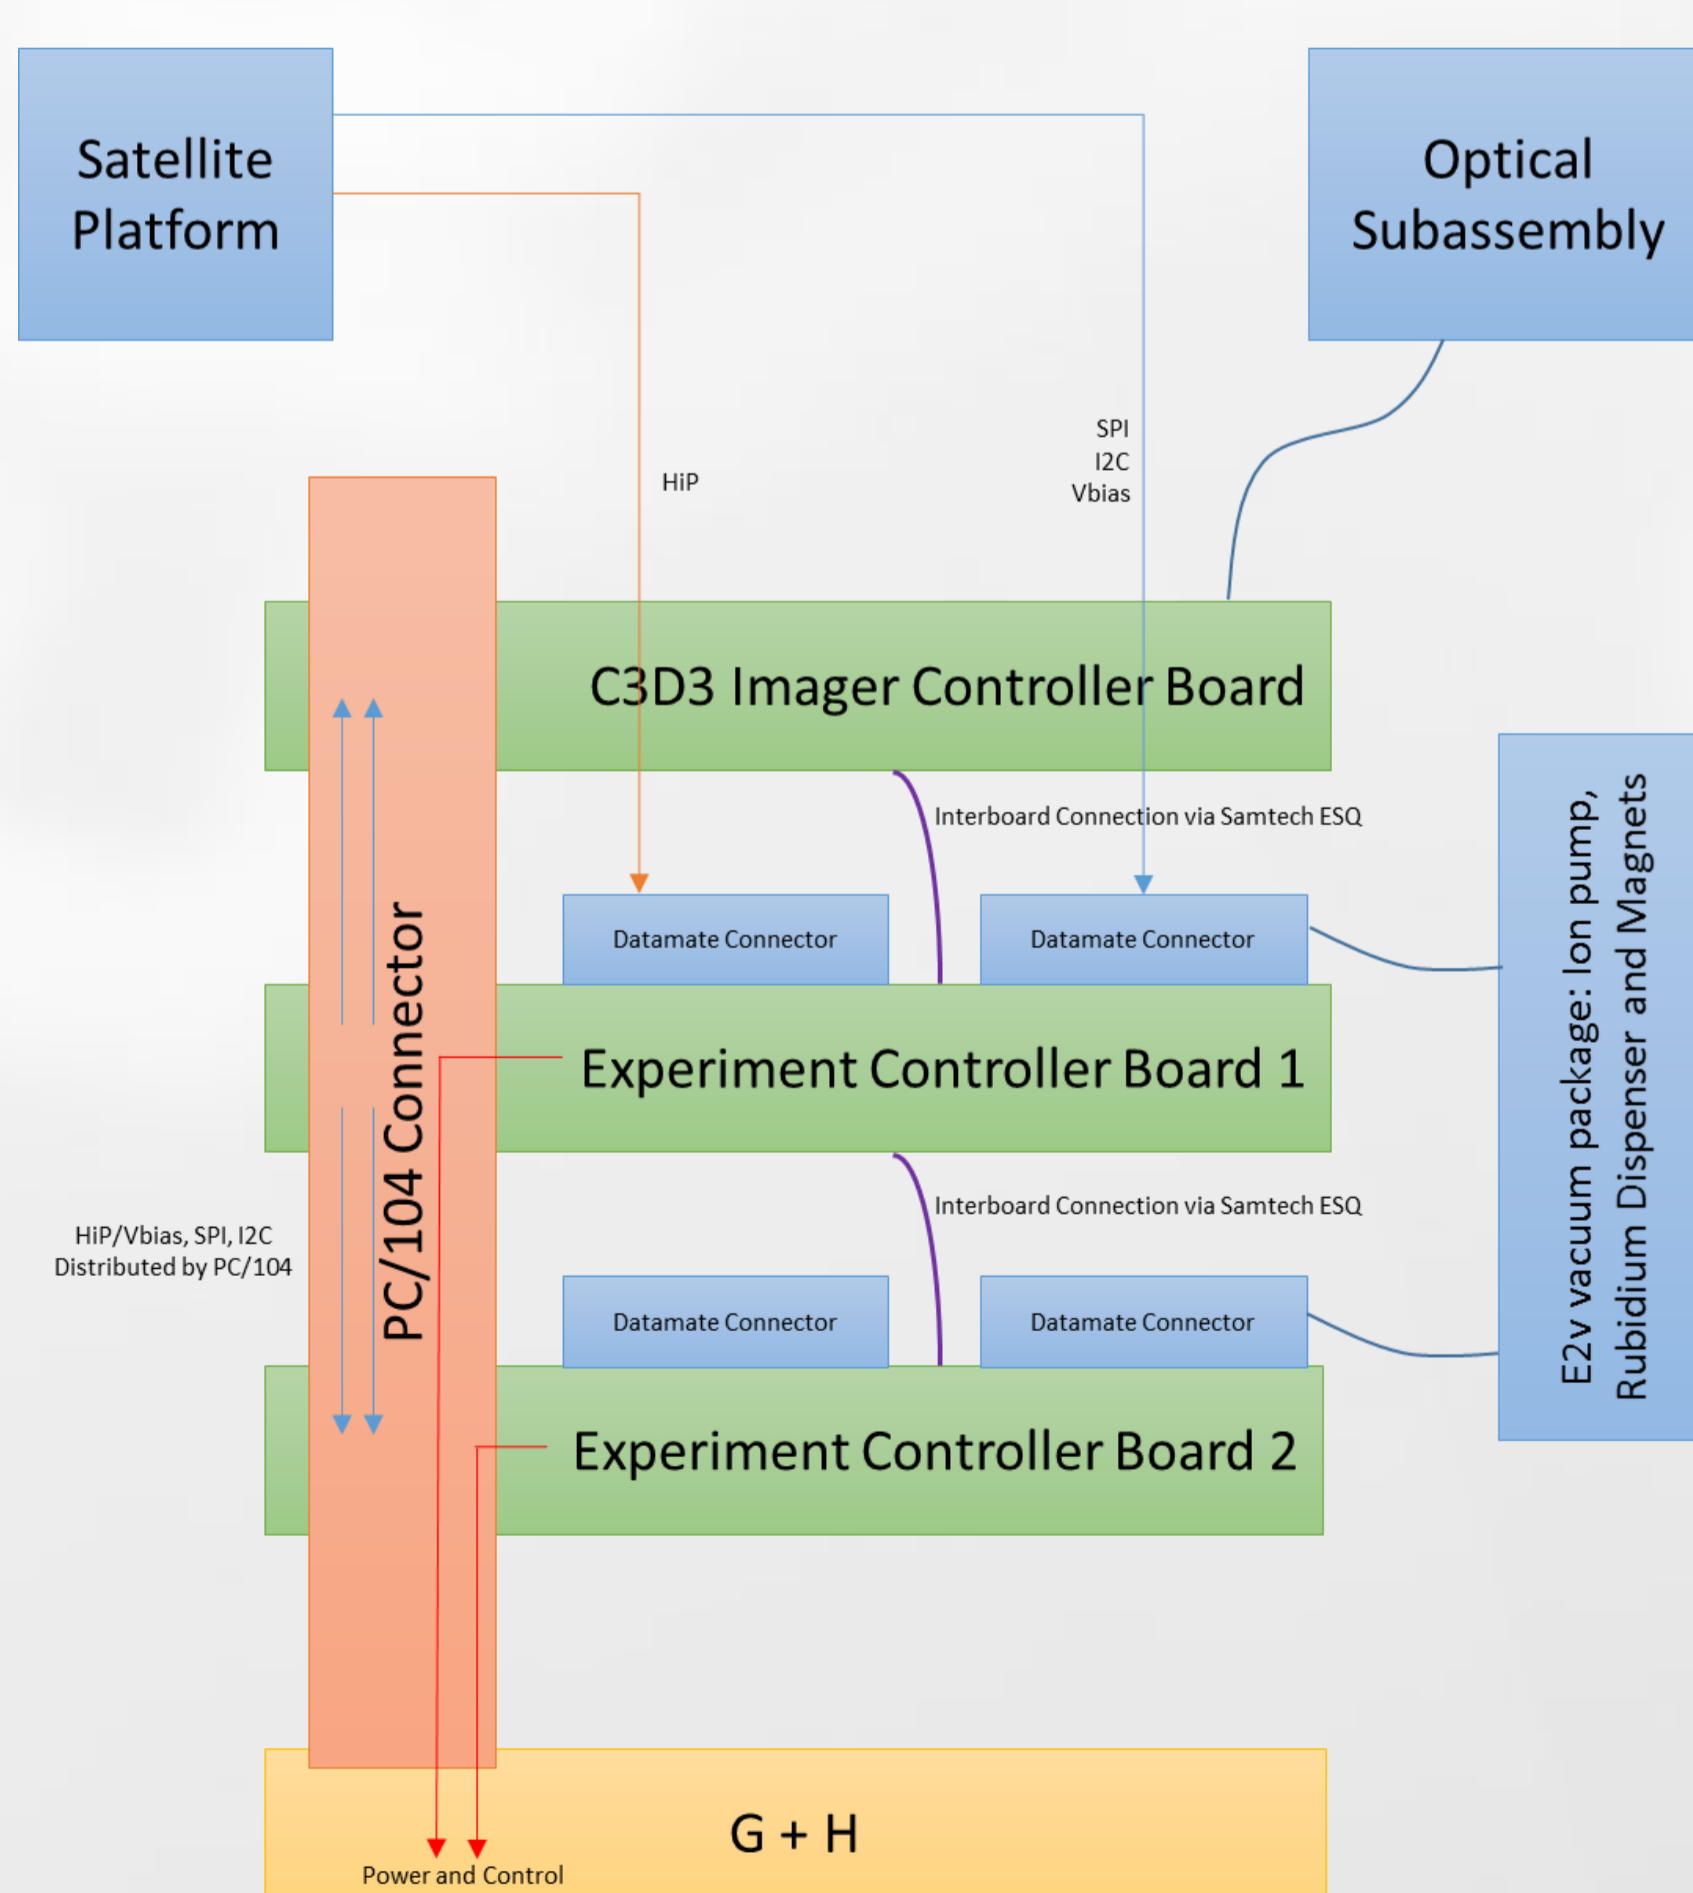 Satellite
Platform
Optical
Subassembly
HiP
SPI
I2C
Vbias
C3D3 Imager Controller Board
Interboard Connection via Samtech ESQ
Datamate Connector
Datamate Connector
E2v vacuum package: Ion pump,
Rubidium Dispenser and Magnets
PC/104 Connector
Experiment Controller Board 1
Interboard Connection via Samtech ESQ
HiP/Vbias, SPI, I2C
Distributed by PC/104
Datamate Connector
Datamate Connector
Experiment Controller Board 2
G + H
Power and Control